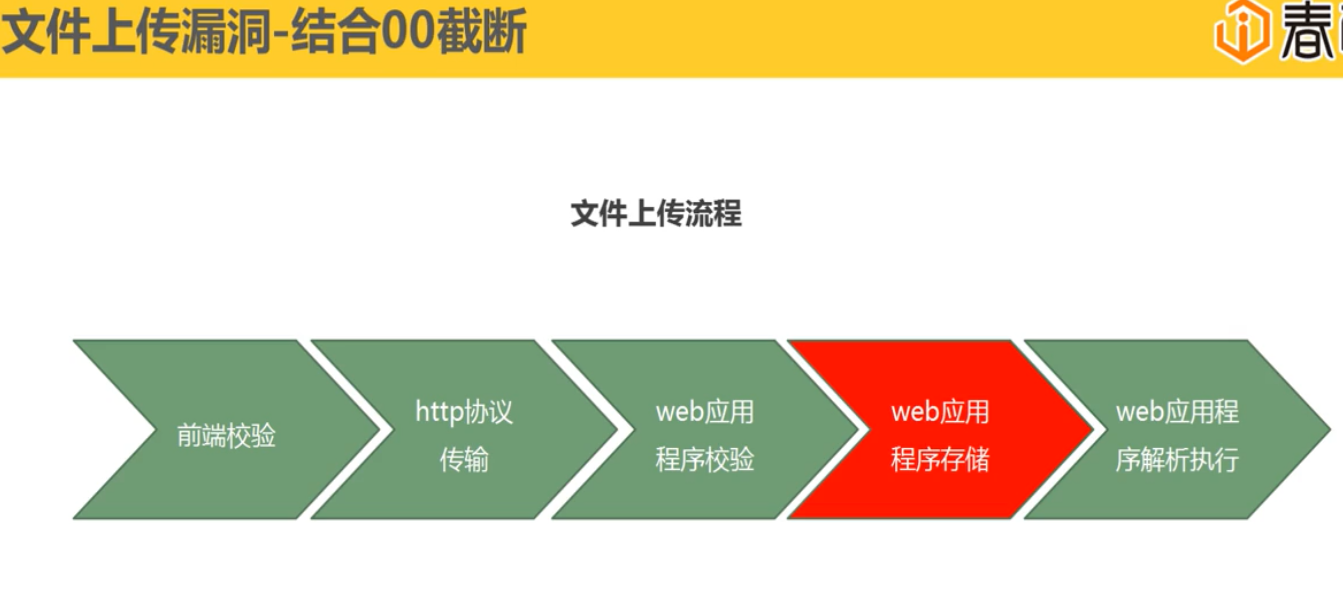 文件上传漏洞-结合00截断
春
文件上传流程
前端校验
http协议
传输
web应用
程序校验
web应用
程序存储
web应用程
序解析执行